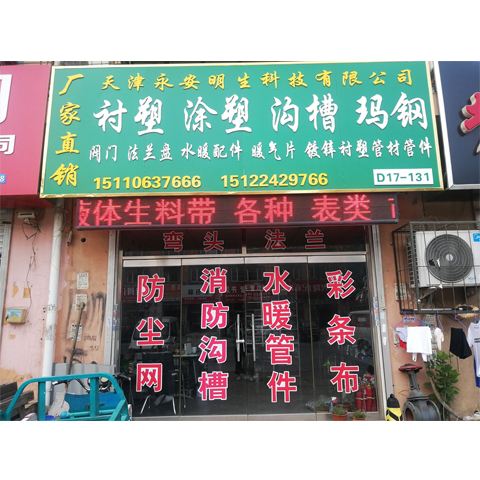 厂家直销
天津永安明生科技有限公司
衬塑 涂塑 沟槽 玛钢
阀门 法兰盘 水暖配件 暖气片 镀锌衬塑管材管件
15110637666 15122429766
D17-131
液体生料带 各种 表类
弯头 法兰
防尘网
消防沟槽
水暖管件
彩条布
司